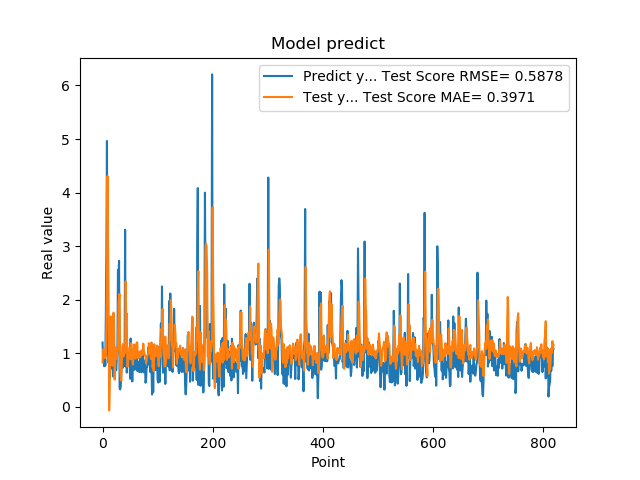 Model predict
Predict y... Test Score RMSE= 0.5878
Test y... Test Score MAE= 0.3971
Real value
6
5
4
3
2
1
0
0 200 400 600 800
Point